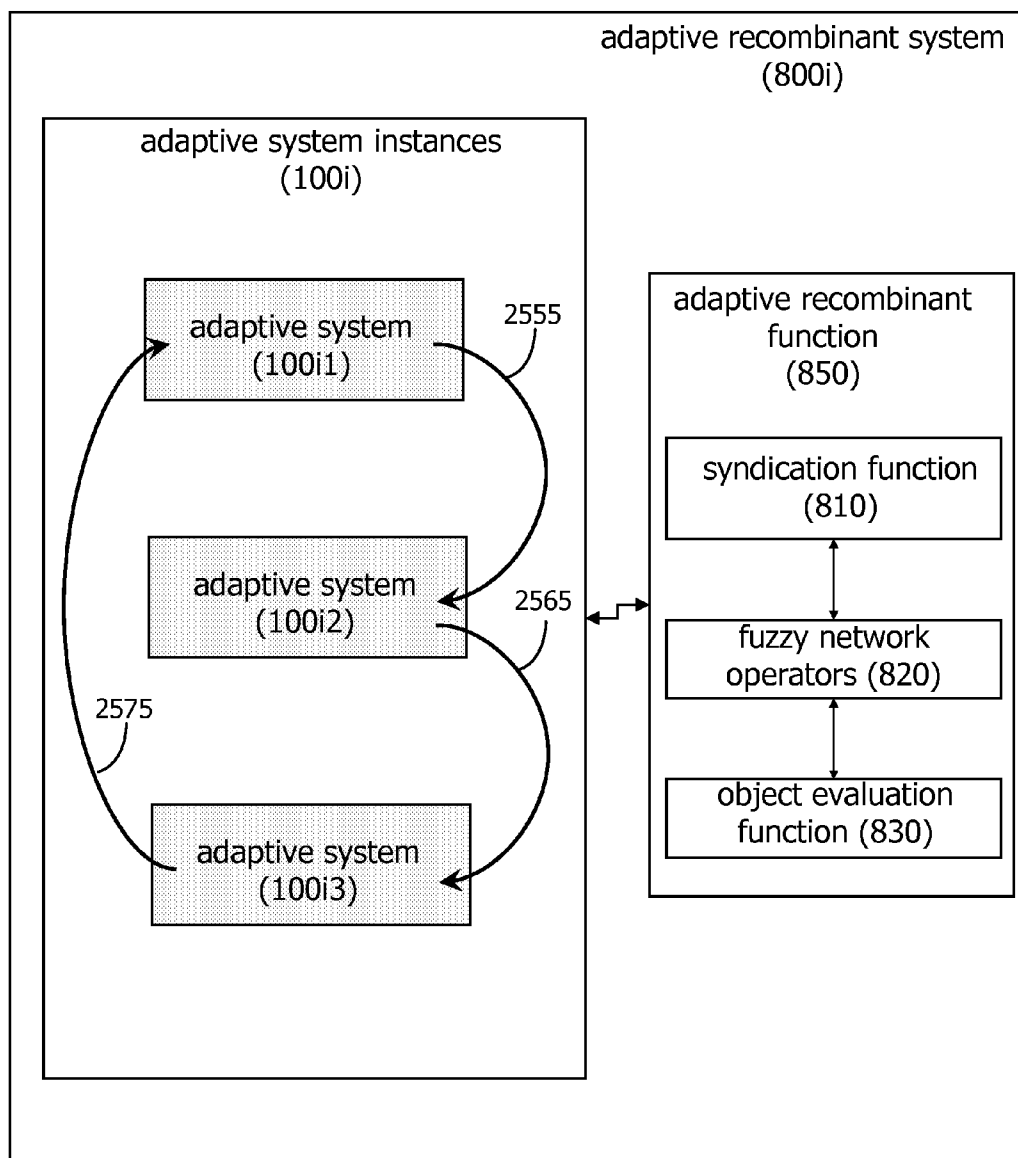 adaptive recombinant system
(800i)
adaptive system instances
(100i)
adaptive system
(100i1)
2555
adaptive system
(100i2)
2565
2575
adaptive system
(100i3)
adaptive recombinant
function
(850)
syndication function
(810)
fuzzy network
operators (820)
object evaluation
function (830)